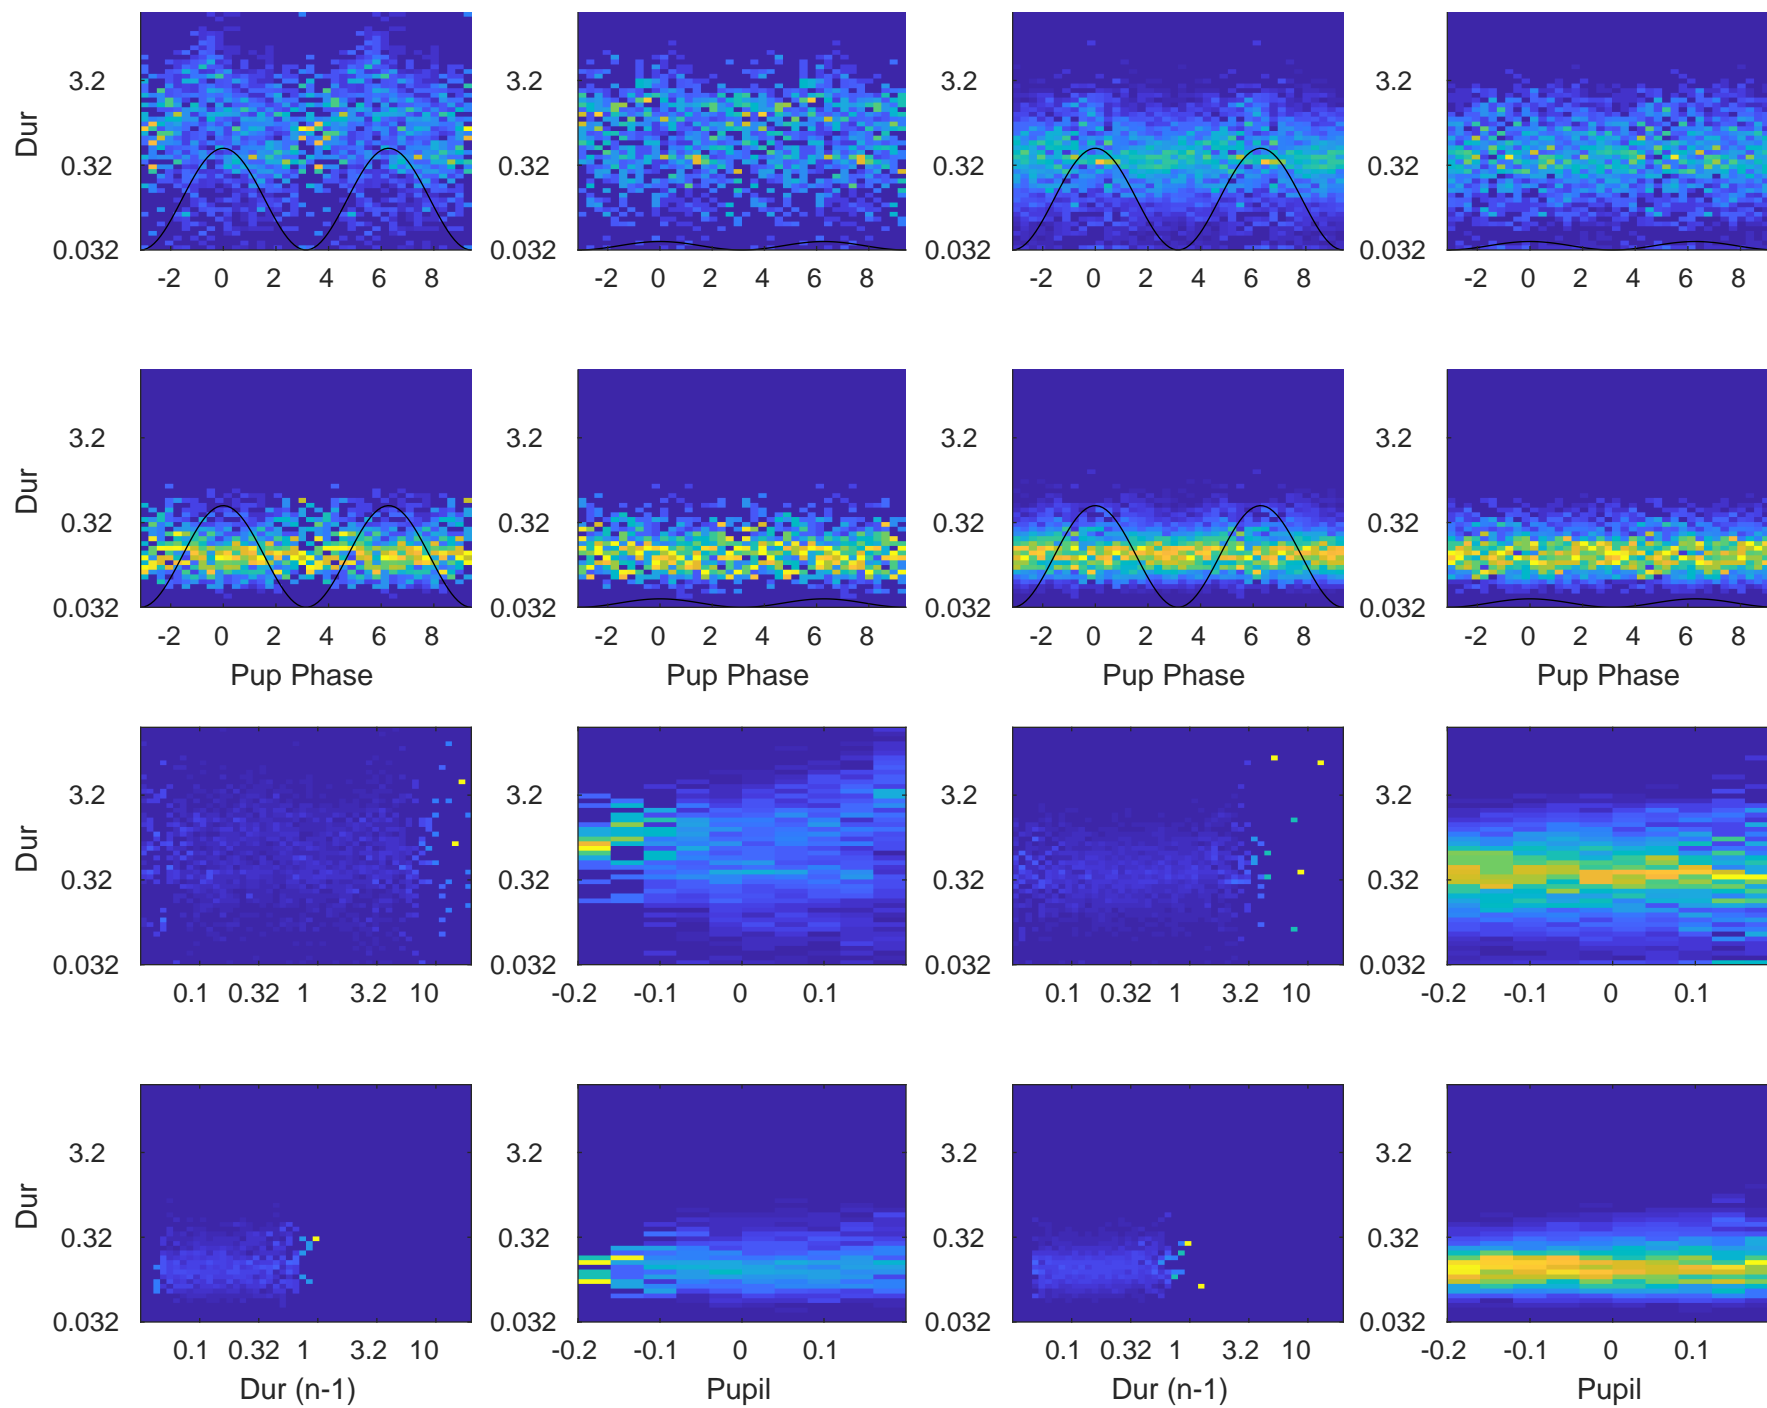 3.2 3.2 3.2 3.2
Dur
0.32 0.32 0.32 0.32
0.032 0.032 0.032 0.032
-2 0 2 4 6 8 -2 0 2 4 6 8 -2 0 2 4 6 8 -2 0 2 4 6 8
3.2 3.2 3.2 3.2
Dur
0.32 0.32 0.32 0.32
0.032 0.032 0.032 0.032
-2 0 2 4 6 8 -2 0 2 4 6 8 -2 0 2 4 6 8 -2 0 2 4 6 8
Pup Phase Pup Phase Pup Phase Pup Phase
3.2 3.2 3.2 3.2
Dur
0.32 0.32 0.32 0.32
0.032 0.032 0.032 0.032
0.1 0.32 1 3.2 10 -0.2 -0.1 0 0.1 0.1 0.32 1 3.2 10 -0.2 -0.1 0 0.1
3.2 3.2 3.2 3.2
Dur
0.32 0.32 0.32 0.32
0.032 0.032 0.032 0.032
0.1 0.32 1 3.2 10 -0.2 -0.1 0 0.1 0.1 0.32 1 3.2 10 -0.2 -0.1 0 0.1
Dur (n-1) Pupil Dur (n-1) Pupil